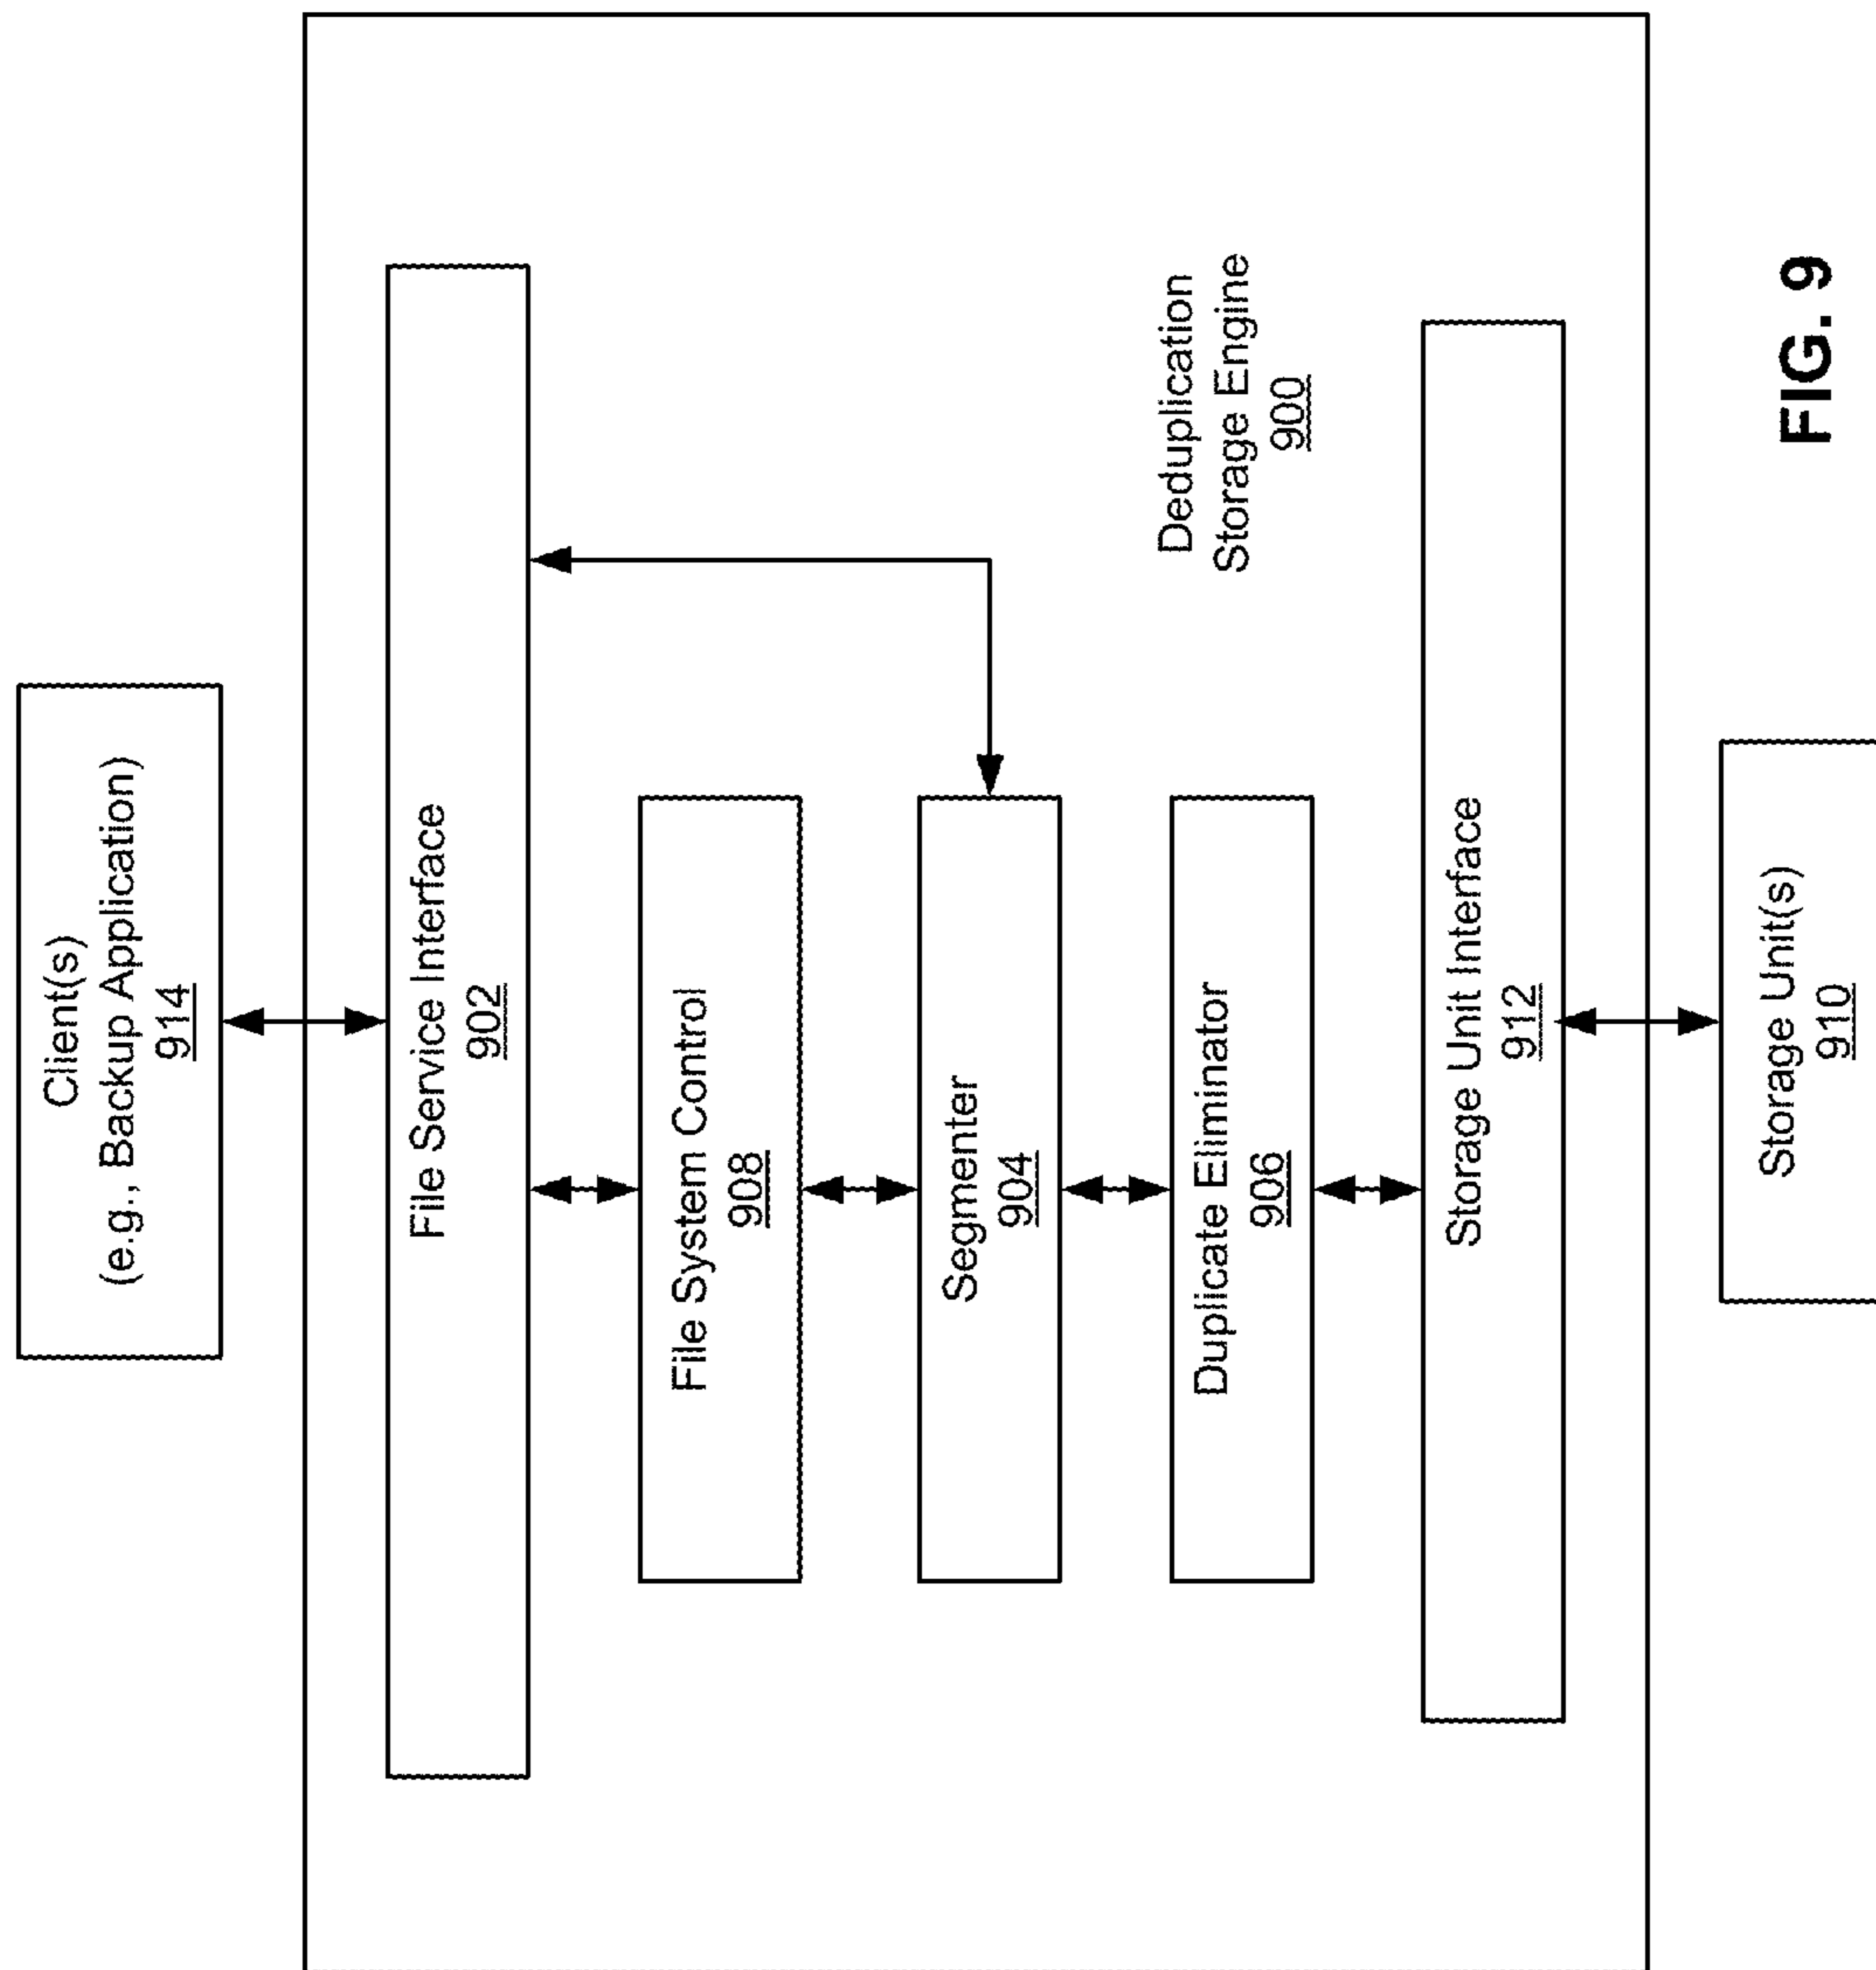 Client(s)
(e.g., Backup Application)
914
File Service Interface
902
File System Control
908
Segmenter
904
Duplicate Eliminator
906
Deduplication
Storage Engine
900
Storage Unit Interface
912
Storage Unit(s)
910
FIG. 9